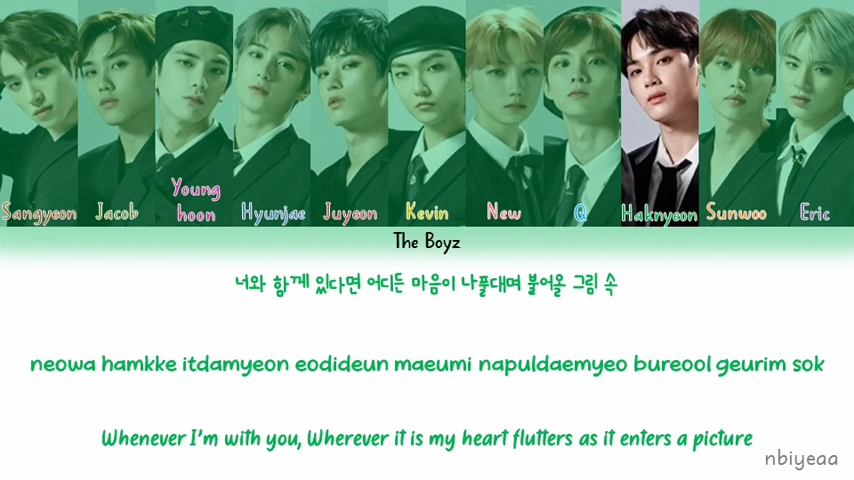 Sangyeon Jacob Young hoon Hyunjae Juyeon Kevin New Q Haknyeon Sunwoo Eric
The Boyz
너와 함께 있다면 어디든 마음이 나풀대며 불어올 그림 속
neowa hamkke itdamyeon eodideun maeumi napuldaemyeo bureool geurim sok
Whenever I'm with you, Wherever it is my heart flutters as it enters a picture
nbiyeaa